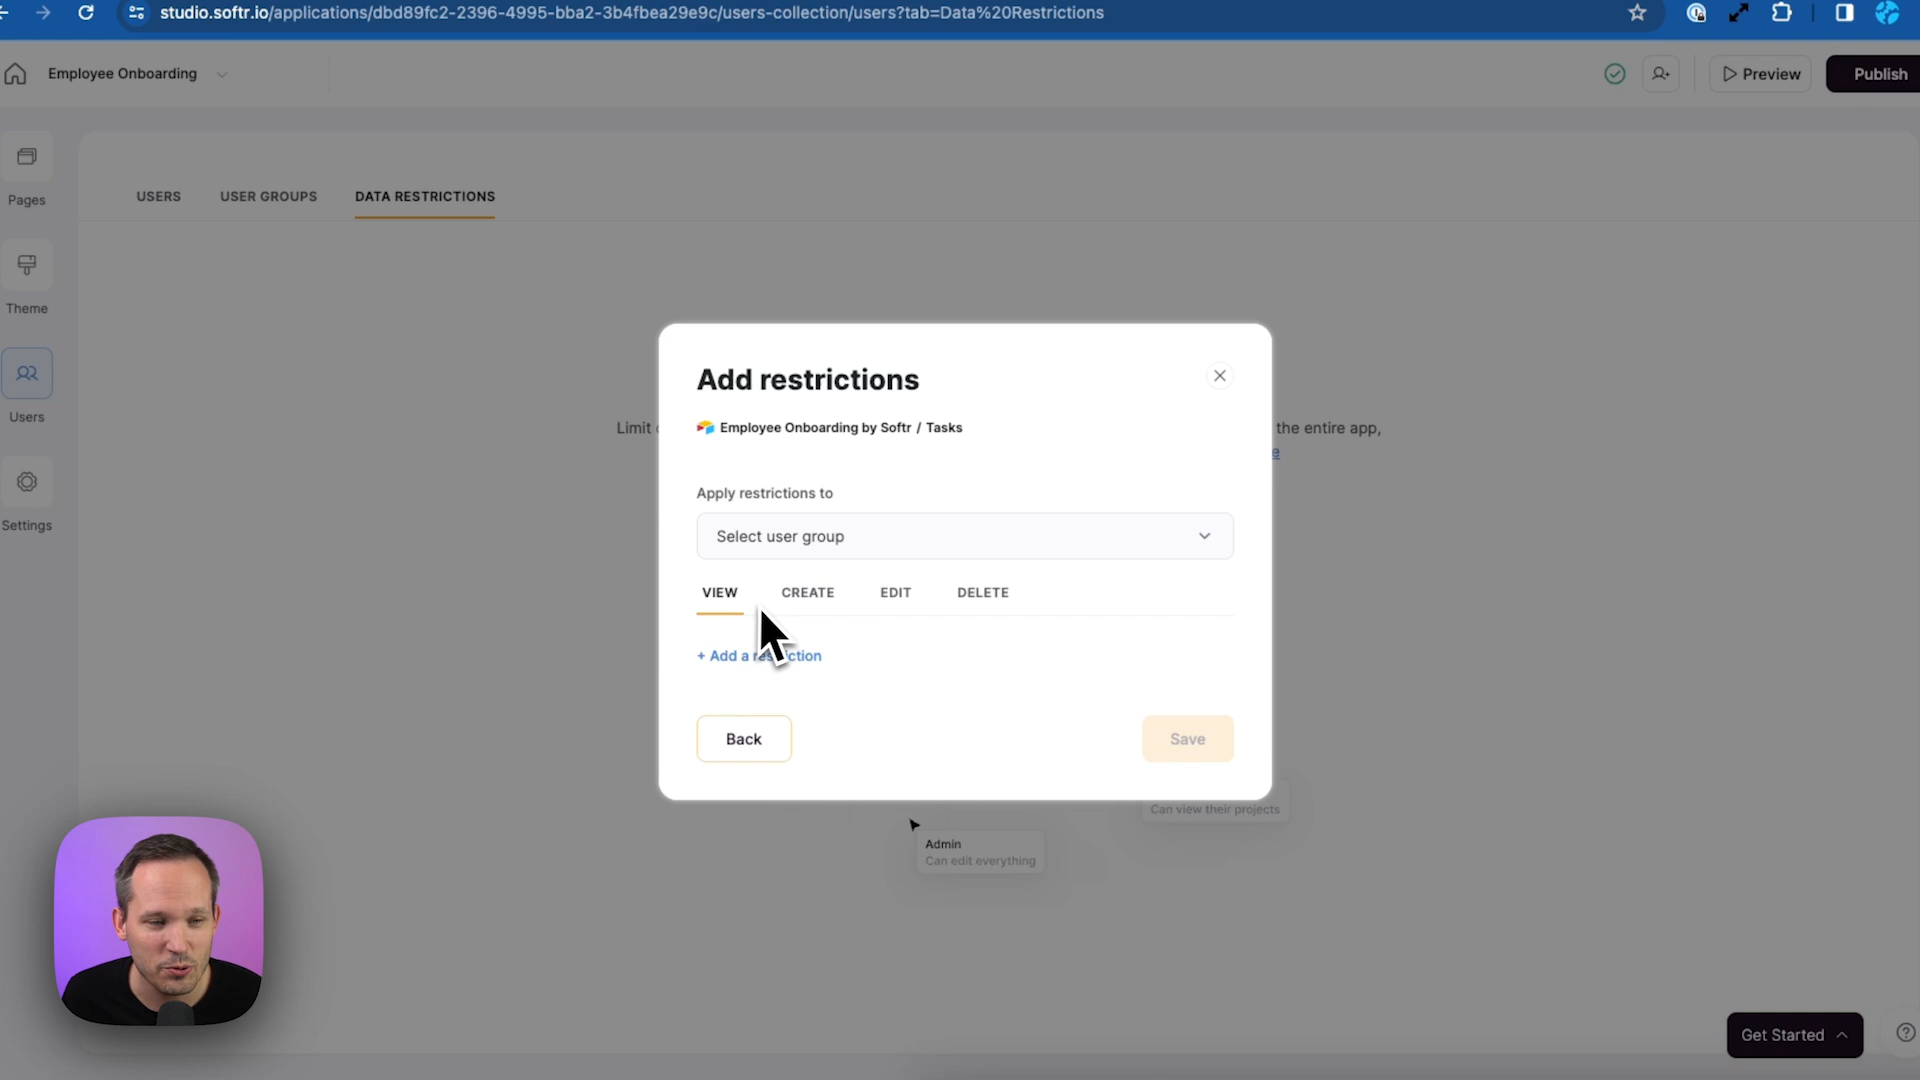 studio.softr.io/applications/dbd89fc2-2396-4995-bba2-3b4fbea29e9c/users-collection/users?tab=Data%20Restrictions
Employee Onboarding
Preview
Publish
Pages
Theme
Users
Settings
USERS USER GROUPS DATA RESTRICTIONS
Limit
the entire app,
Add restrictions
Employee Onboarding by Softr / Tasks
Apply restrictions to
Select user group
VIEW CREATE EDIT DELETE
+ Add a
Back
Save
Can view their projects
Admin
Can edit everything
Get Started